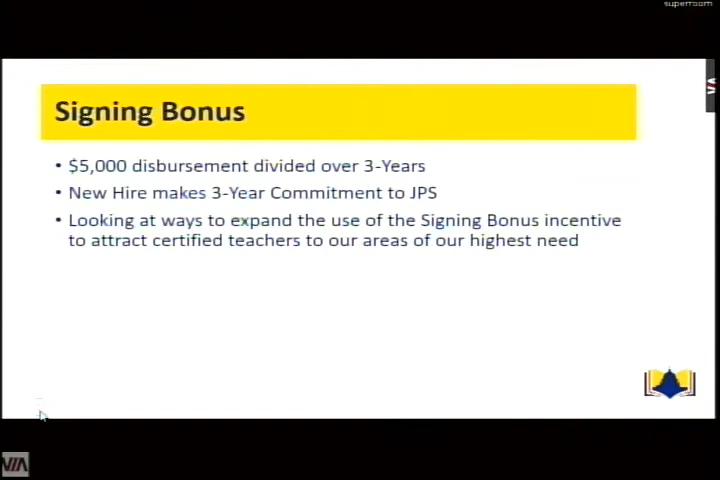 superroom
Signing Bonus
• $5,000 disbursement divided over 3-Years
• New Hire makes 3-Year Commitment to JPS
• Looking at ways to expand the use of the Signing Bonus incentive
to attract certified teachers to our areas of our highest need
VIA